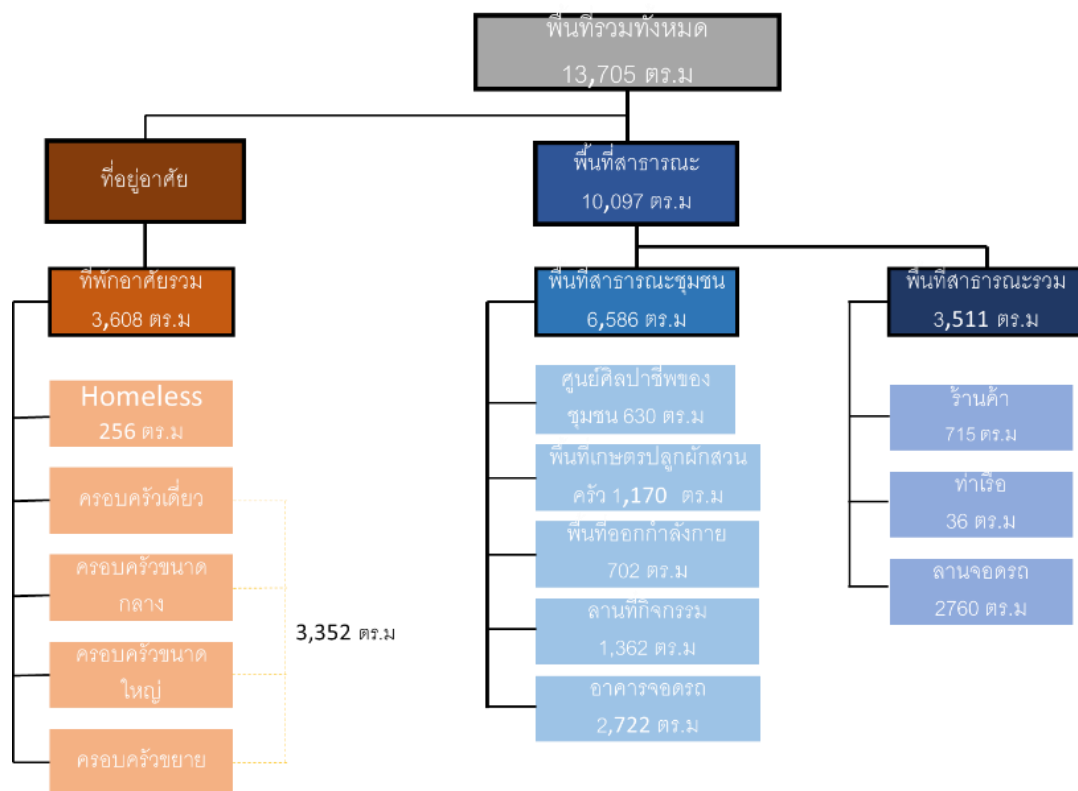 พื้นที่รวมทั้งหมด
13,705 ตร.ม
ที่อยู่อาศัย
พื้นที่สาธารณะ
10,097 ตร.ม
ที่พักอาศัยรวม
3,608 ตร.ม
พื้นที่สาธารณะชุมชน
6,586 ตร.ม
พื้นที่สาธารณะรวม
3,511 ตร.ม
Homeless
256 ตร.ม
ครอบครัวเดี่ยว
ครอบครัวขนาด
กลาง
ครอบครัวขนาด
ใหญ่
ครอบครัวขยาย
3,352 ตร.ม
ศูนย์ศิลปาชีพของ
ชุมชน 630 ตร.ม
พื้นที่เกษตรปลูกผักสวน
ครัว 1,170 ตร.ม
พื้นที่ออกกำลังกาย
702 ตร.ม
ลานที่กิจกรรม
1,362 ตร.ม
อาคารจอดรถ
2,722 ตร.ม
ร้านค้า
715 ตร.ม
ท่าเรือ
36 ตร.ม
ลานจอดรถ
2760 ตร.ม